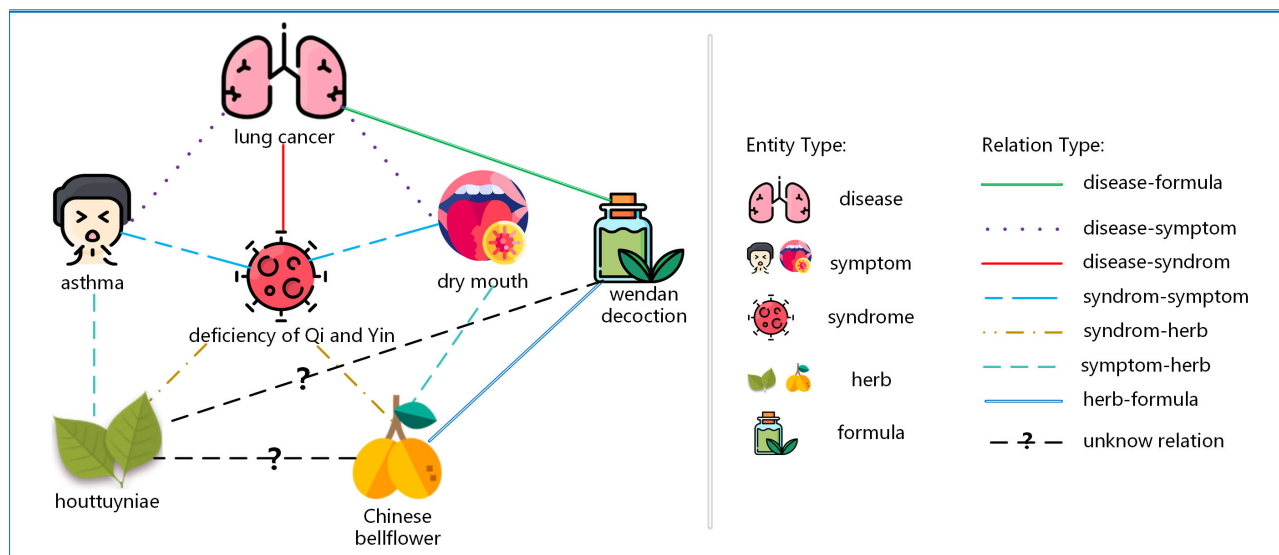 lung cancer
asthma
dry mouth
wendan
decoction
deficiency of Qi and Yin
?
?
houttuyniae
Chinese
bellflower
Entity Type:
disease
symptom
syndrome
herb
formula
Relation Type:
disease-formula
disease-symptom
disease-syndrom
syndrom-symptom
syndrom-herb
symptom-herb
herb-formula
? unknow relation